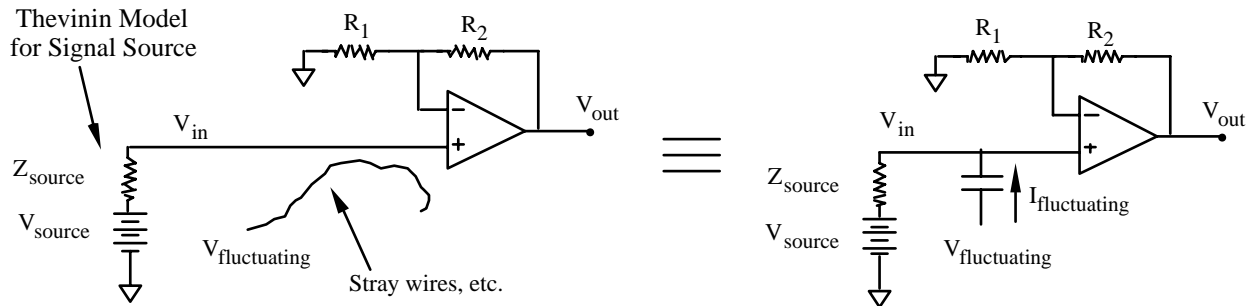 Thevinin Model
for Signal Source
R1
R2
Vout
Vin
Zsource
Vsource
Vfluctuating
Stray wires, etc.
−
+
R1
R2
Vout
Vin
Zsource
Ifluctuating
Vsource
Vfluctuating
−
+